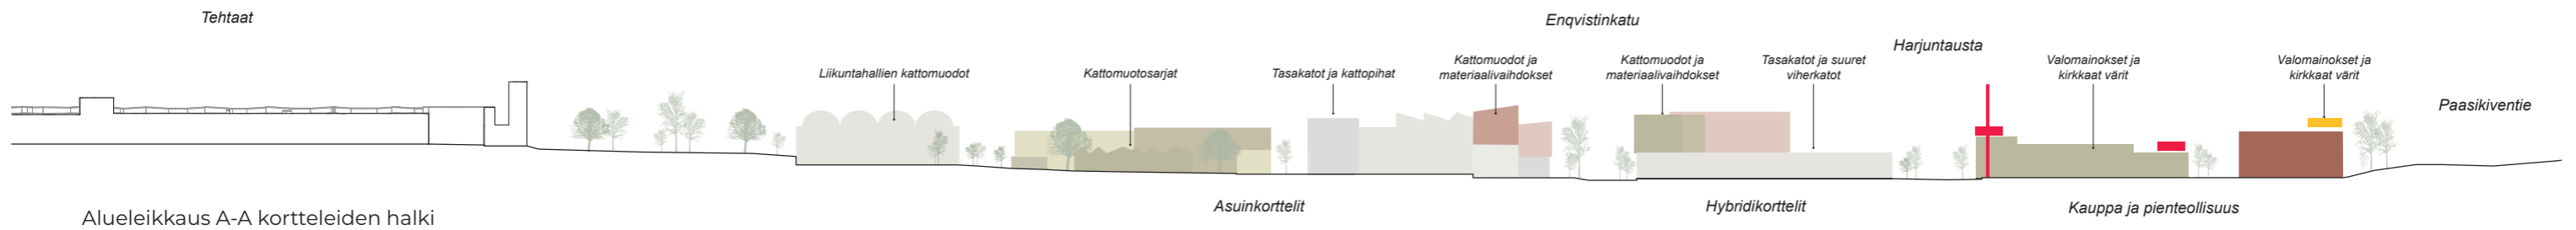 Tehtaat
Enqvistinkatu
Harjuntausta
Liikuntahallien kattomuodot
Kattomuotosarjat
Tasakatot ja kattopihat
Kattomuodot ja
materiaalivaihdokset
Kattomuodot ja
materiaalivaihdokset
Tasakatot ja suuret
viherkatot
Valomainokset ja
kirkkaat värit
Valomainokset ja
kirkkaat värit
Paasikiventie
Asuinkorttelit
Hybridikorttelit
Kauppa ja pienteollisuus
Alueleikkaus A-A kortteleiden halki